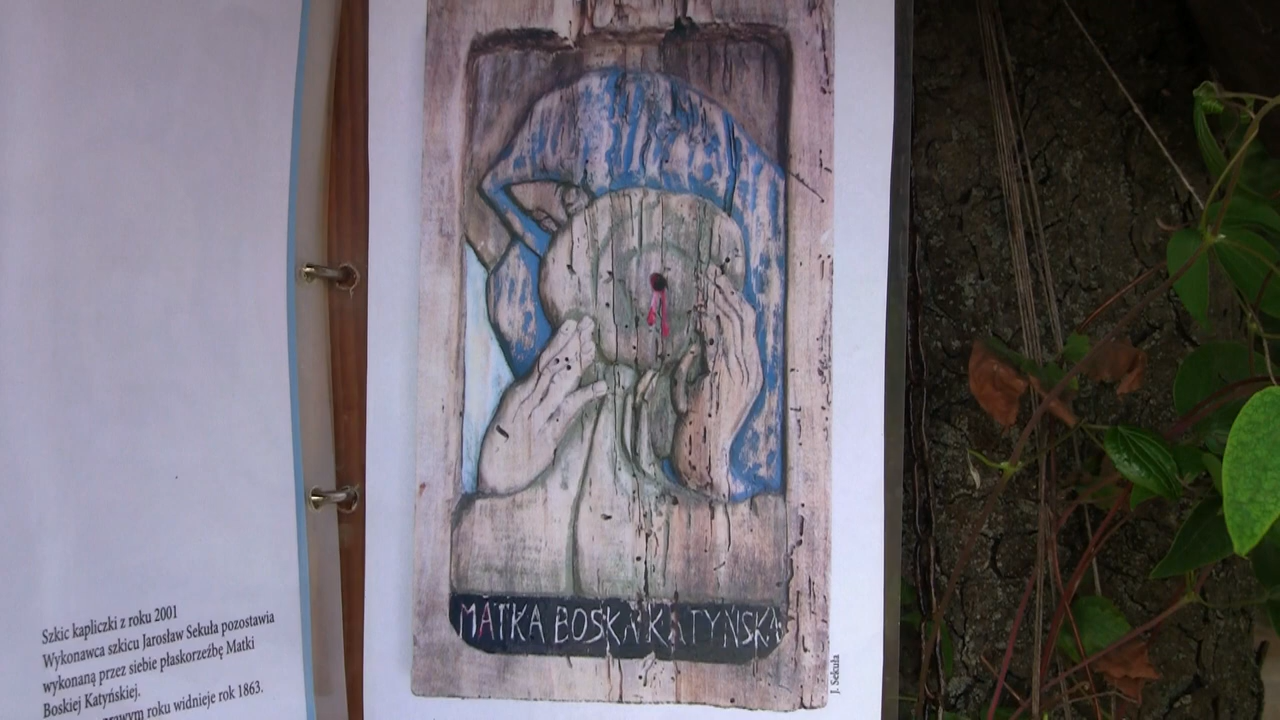 Szkic kapliczki z roku 2001
Wykonawca szkicu Jarosław Sekuła pozostawia
wykonaną przez siebie płaskorzeźbę Matki
Boskiej Katyńskiej.
prawym roku widnieje rok 1863.
MATKA BOSKA KATYŃSKA
J. Sekuła